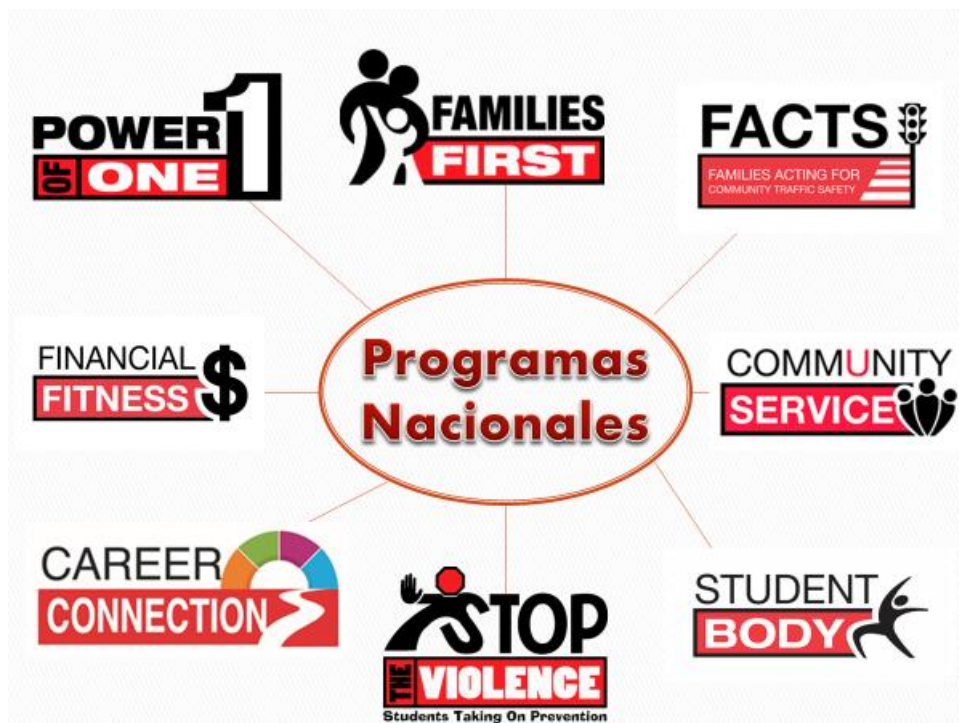 POWER
OF ONE
1
FAMILIES
FIRST
FACTS
FAMILIES ACTING FOR
COMMUNITY TRAFFIC SAFETY
FINANCIAL
FITNESS $
Programas
Nacionales
COMMUNITY
SERVICE
CAREER
CONNECTION
STOP
THE VIOLENCE
Students Taking On Prevention
STUDENT
BODY